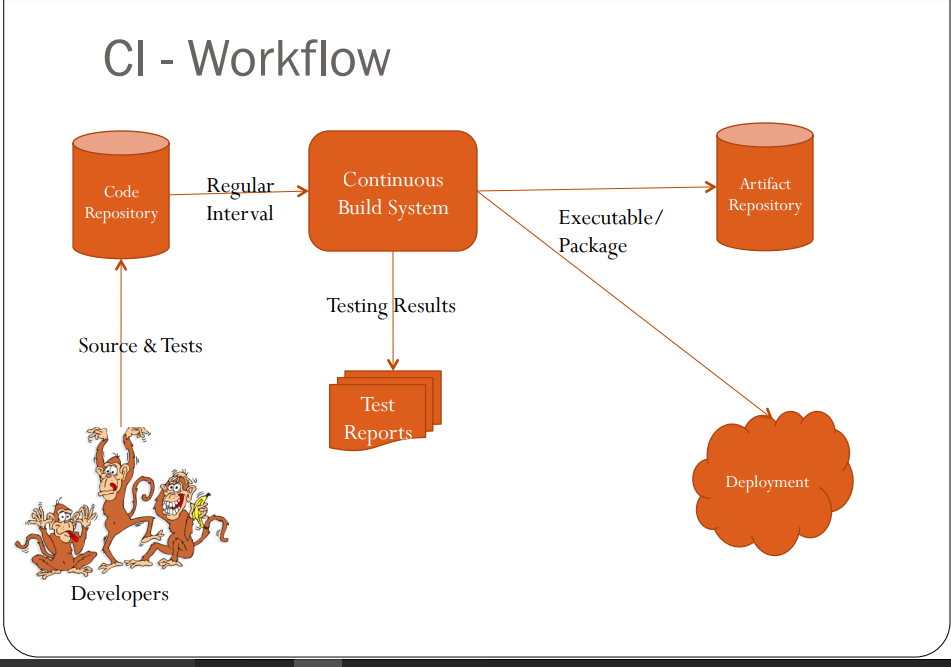 CI - Workflow
Code
Repository
Regular
Interval
Continuous
Build System
Artifact
Repository
Executable/
Package
Testing Results
Source & Tests
Test
Reports
Deployment
Developers